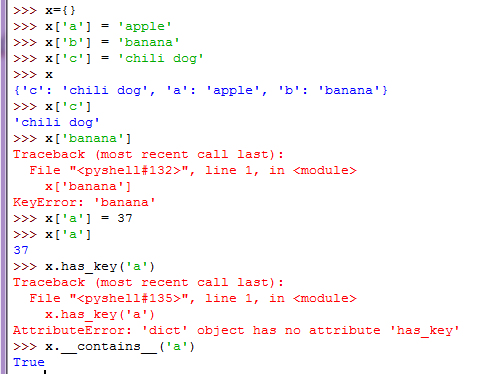 >>> x={}
>>> x['a'] = 'apple'
>>> x['b'] = 'banana'
>>> x['c'] = 'chili dog'
>>> x
{'c': 'chili dog', 'a': 'apple', 'b': 'banana'}
>>> x['c']
'chili dog'
>>> x['banana']
Traceback (most recent call last):
  File "<pyshell#132>", line 1, in <module>
    x['banana']
KeyError: 'banana'
>>> x['a'] = 37
>>> x['a']
37
>>> x.has_key('a')
Traceback (most recent call last):
  File "<pyshell#135>", line 1, in <module>
    x.has_key('a')
AttributeError: 'dict' object has no attribute 'has_key'
>>> x.__contains__('a')
True